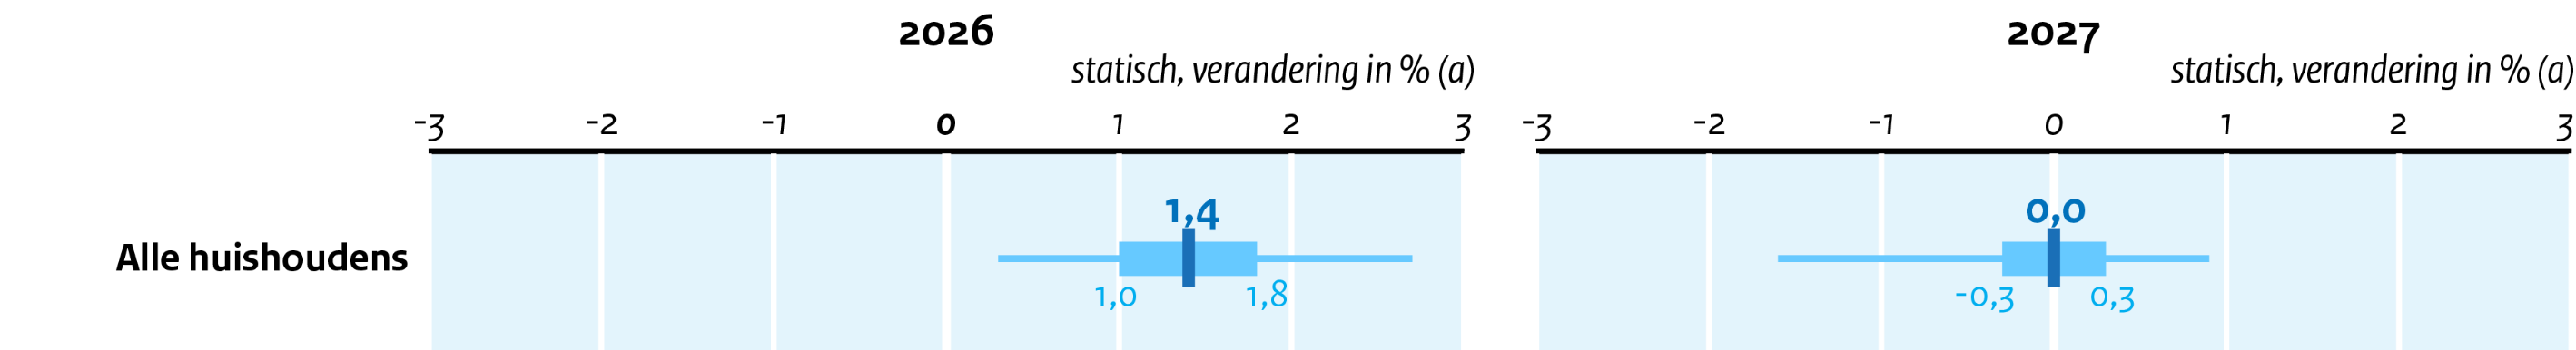 2026
statisch, verandering in % (a)
-3 -2 -1 0 1 2 3
1,4
Alle huishoudens
1,0 1,8
2027
statisch, verandering in % (a)
-3 -2 -1 0 1 2 3
0,0
-0,3 0,3